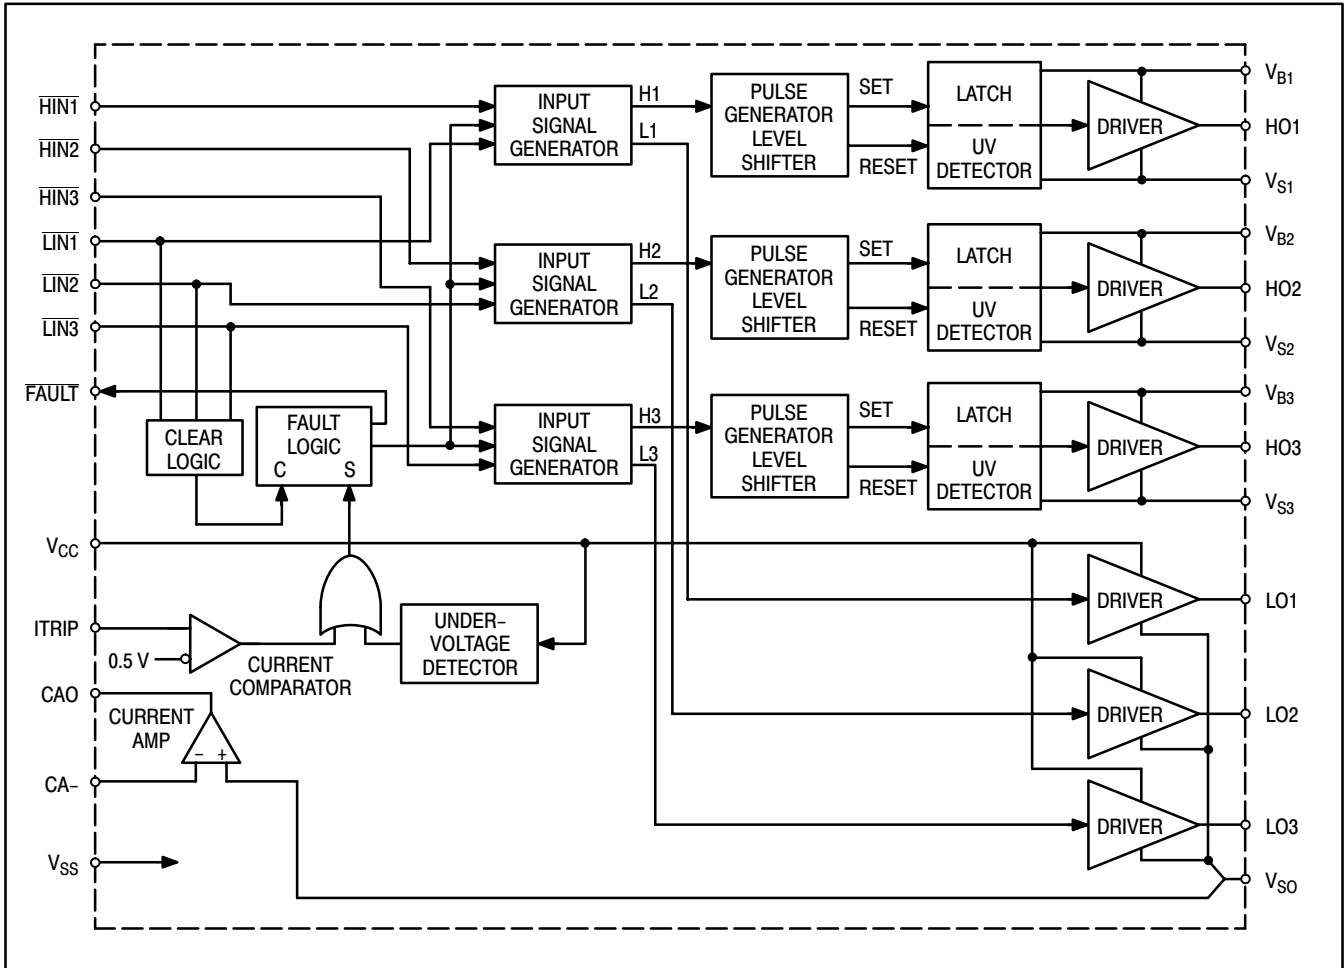 HIN1
HIN2
HIN3
LIN1
LIN2
LIN3
FAULT
VCC
ITRIP
0.5 V
CAO
CA–
VSS
CLEAR
LOGIC
FAULT
LOGIC
C S
CURRENT
COMPARATOR
UNDER–
VOLTAGE
DETECTOR
CURRENT
AMP
– +
INPUT
SIGNAL
GENERATOR
H1
L1
PULSE
GENERATOR
LEVEL
SHIFTER
SET
RESET
LATCH
UV
DETECTOR
DRIVER
VB1
HO1
VS1
INPUT
SIGNAL
GENERATOR
H2
L2
PULSE
GENERATOR
LEVEL
SHIFTER
SET
RESET
LATCH
UV
DETECTOR
DRIVER
VB2
HO2
VS2
INPUT
SIGNAL
GENERATOR
H3
L3
PULSE
GENERATOR
LEVEL
SHIFTER
SET
RESET
LATCH
UV
DETECTOR
DRIVER
VB3
HO3
VS3
DRIVER
LO1
DRIVER
LO2
DRIVER
LO3
VSO